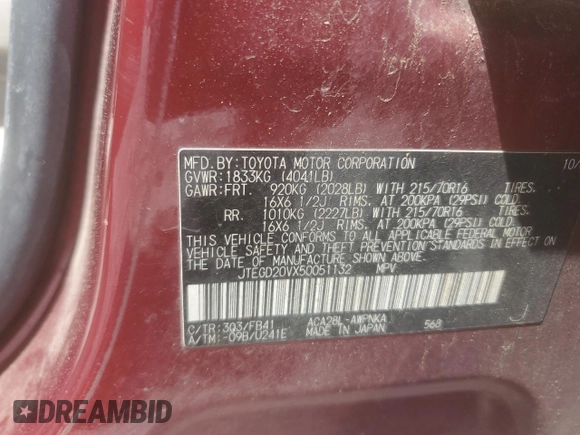 MFD.BY:TOYOTA MOTOR CORPORATION 10/
GVWR:1833KG (4041LB)
GAWR:FRT. 920KG (2028LB) WITH 215/70R16 TIRES.
16X6 1/2J RIMS. AT 200KPA (29PSI) COLD
RR. 1010KG (2227LB) WITH 215/70R16 TIRES.
16X6 1/2J RIMS. AT 200KPA (29PSI) COLD
THIS VEHICLE CONFORMS TO ALL APPLICABLE FEDERAL MOTOR
VEHICLE SAFETY AND THEFT PREVENTION STANDARDS IN EFFECT ON
THE DATE OF MANUFACTURE SHOWN ABOVE.
JTEGD20VX50051132 MPV
C/TR:3Q3/FB41 ACA28L-AWPNKA
A/TM:-09B/U241E MADE IN JAPAN 568
DREAMBID